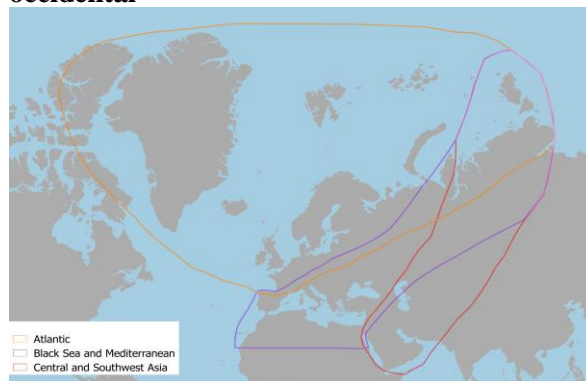 occidental
Atlantic
Black Sea and Mediterranean
Central and Southwest Asia